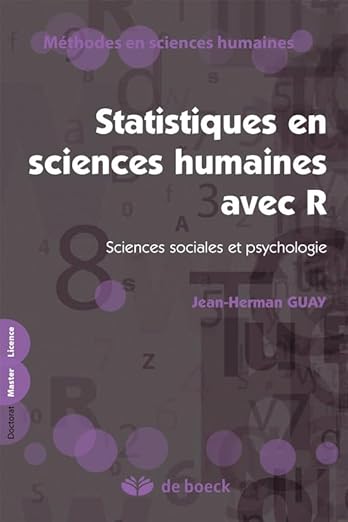 Méthodes en sciences humaines
Statistiques en
sciences humaines
avec R
Sciences sociales et psychologie
Jean-Herman GUAY
Doctorat Master Licence
de boeck